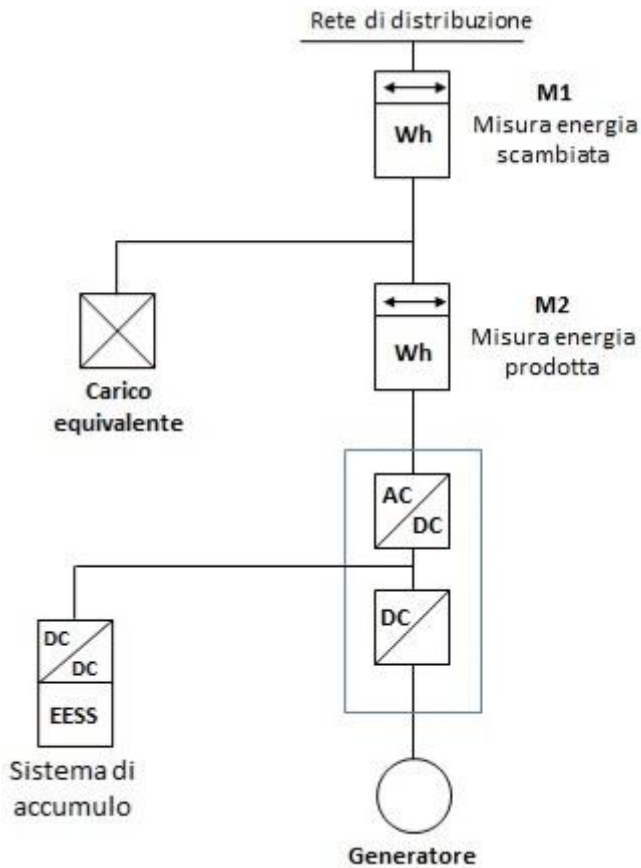 Rete di distribuzione
M1
Misura energia
scambiata
Wh
M2
Misura energia
prodotta
Wh
Carico
equivalente
AC
DC
DC
DC
DC
EESS
Sistema di
accumulo
Generatore